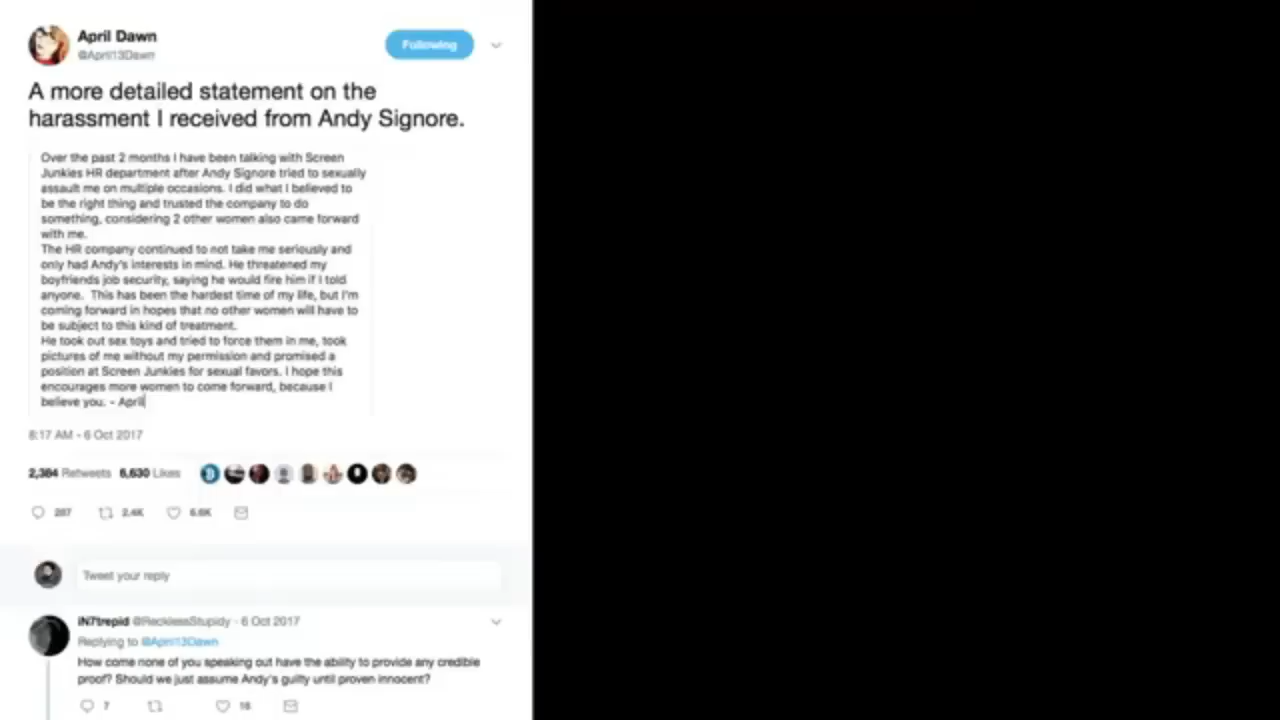 April Dawn
@April13Dawn
Following
A more detailed statement on the
harassment I received from Andy Signore.
Over the past 2 months I have been talking with Screen
Junkies HR department after Andy Signore tried to sexually
assault me on multiple occasions. I did what I believed to
be the right thing and trusted the company to do
something, considering 2 other women also came forward
with me.
The HR company continued to not take me seriously and
only had Andy's interests in mind. He threatened my
boyfriends job security, saying he would fire him if I told
anyone. This has been the hardest time of my life, but I'm
coming forward in hopes that no other women will have to
be subject to this kind of treatment.
He took out sex toys and tried to force them in me, took
pictures of me without my permission and promised a
position at Screen Junkies for sexual favors. I hope this
encourages more women to come forward, because I
believe you. - April
8:17 AM - 6 Oct 2017
2,384 Retweets 6,630 Likes
287 2.4K 6.6K
Tweet your reply
iN7trepid @RecklessStupidy · 6 Oct 2017
Replying to @April13Dawn
How come none of you speaking out have the ability to provide any credible
proof? Should we just assume Andy's guilty until proven innocent?
7 16